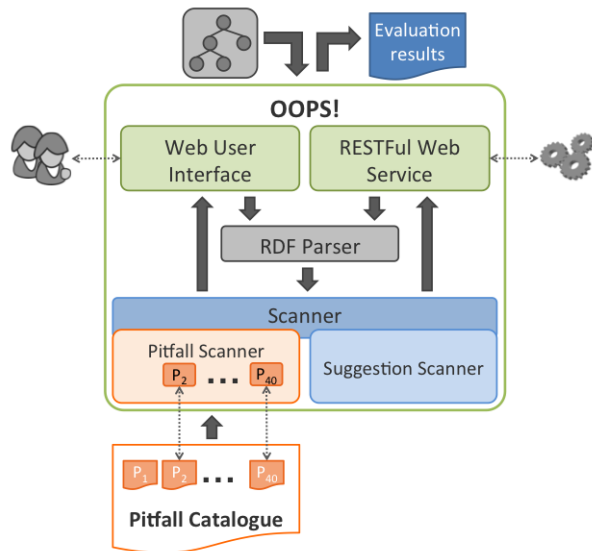 Evaluation
results
OOPS!
Web User
Interface
RESTFul Web
Service
RDF Parser
Scanner
Pitfall Scanner
P2 ... P40
Suggestion Scanner
P1 P2 ... P40
Pitfall Catalogue